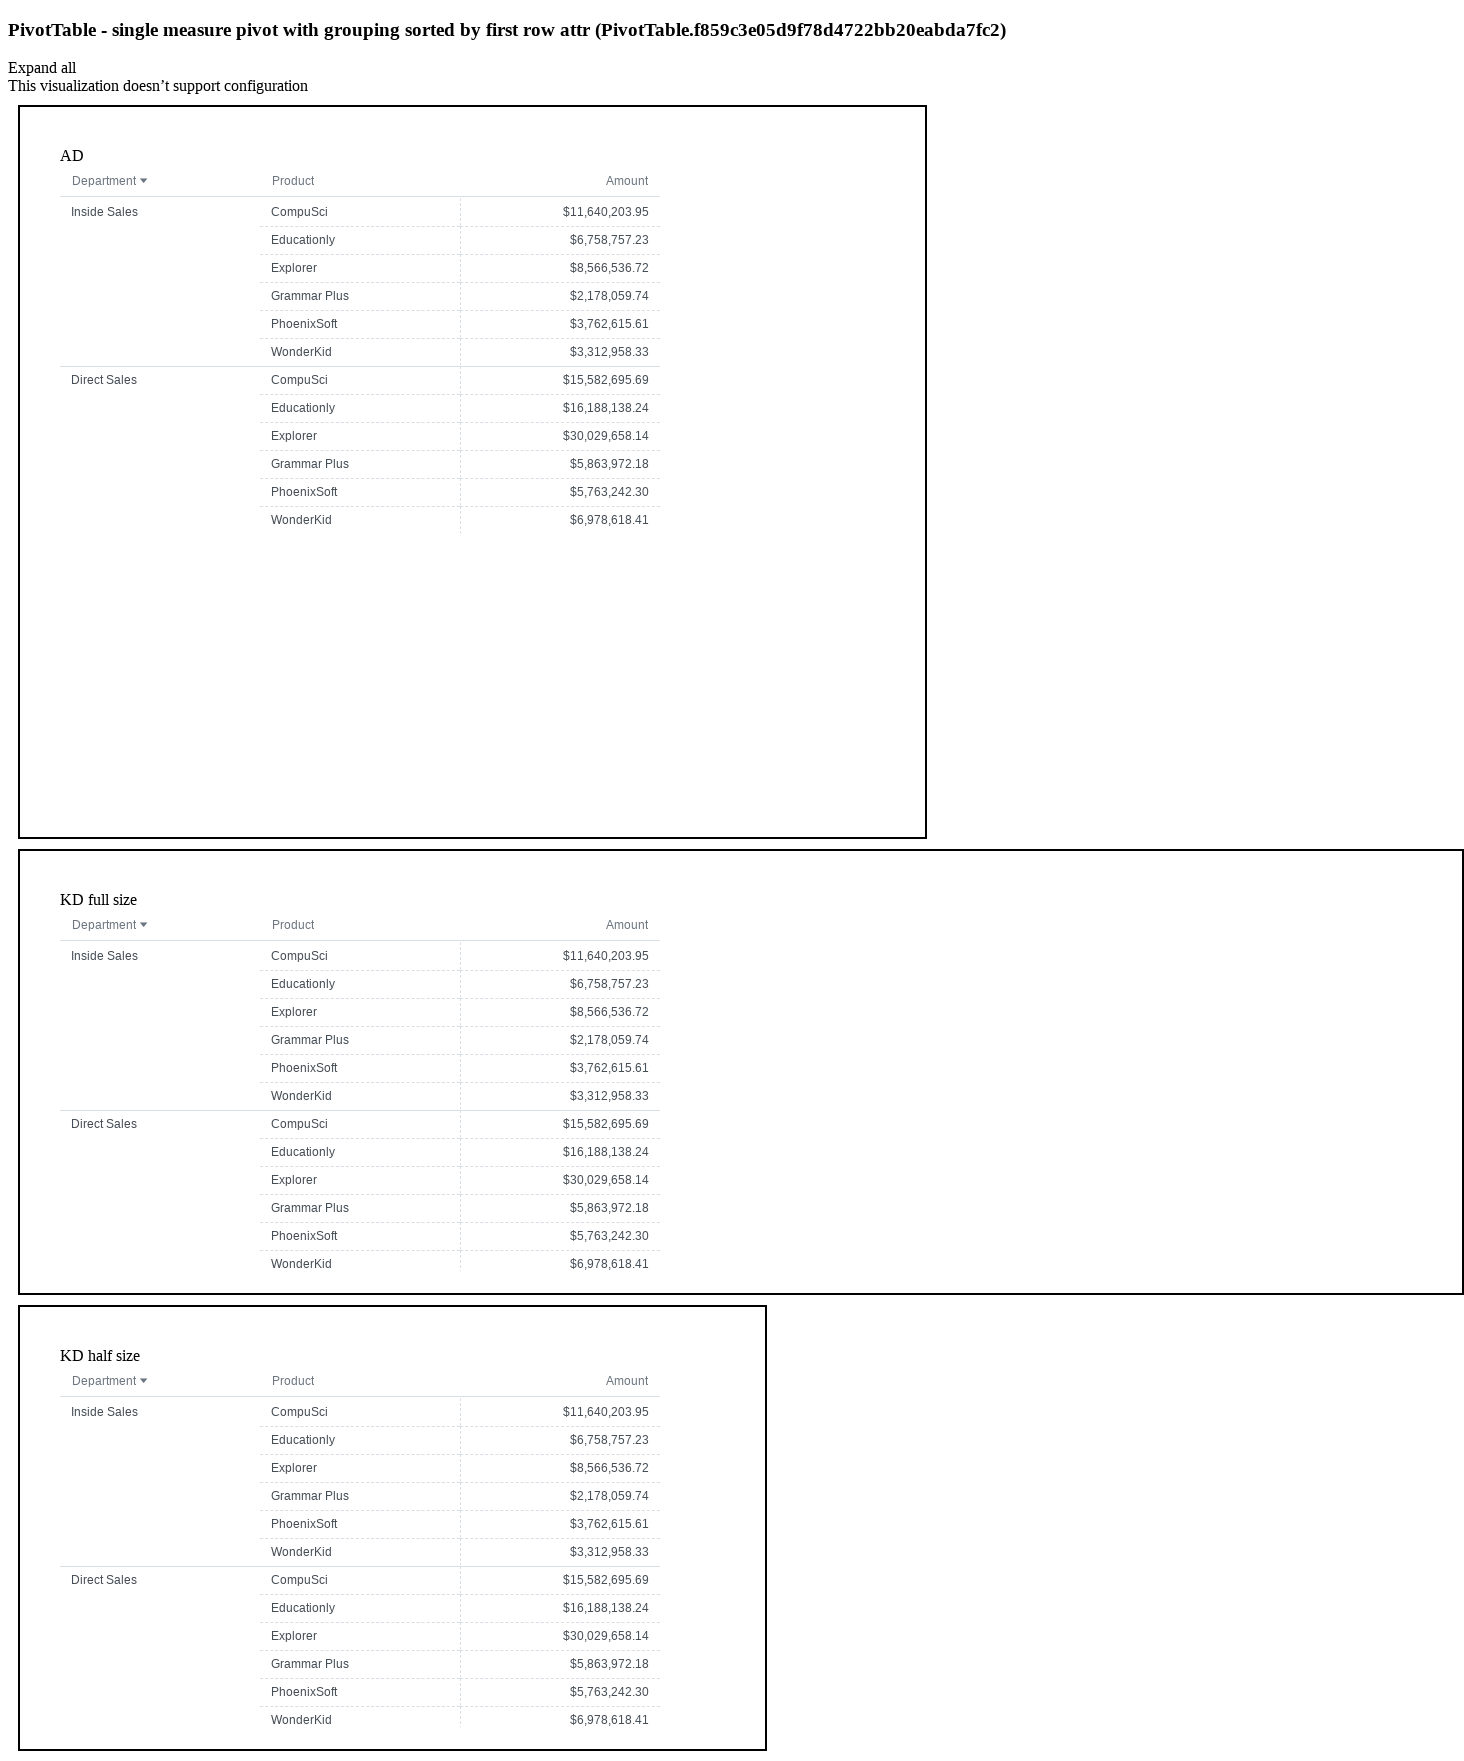 PivotTable - single measure pivot with grouping sorted by first row attr (PivotTable.f859c3e05d9f78d4722bb20eabda7fc2)
Expand all
This visualization doesn’t support configuration
AD
Department Product Amount
Inside Sales CompuSci $11,640,203.95
Educationly $6,758,757.23
Explorer $8,566,536.72
Grammar Plus $2,178,059.74
PhoenixSoft $3,762,615.61
WonderKid $3,312,958.33
Direct Sales CompuSci $15,582,695.69
Educationly $16,188,138.24
Explorer $30,029,658.14
Grammar Plus $5,863,972.18
PhoenixSoft $5,763,242.30
WonderKid $6,978,618.41
KD full size
Department Product Amount
Inside Sales CompuSci $11,640,203.95
Educationly $6,758,757.23
Explorer $8,566,536.72
Grammar Plus $2,178,059.74
PhoenixSoft $3,762,615.61
WonderKid $3,312,958.33
Direct Sales CompuSci $15,582,695.69
Educationly $16,188,138.24
Explorer $30,029,658.14
Grammar Plus $5,863,972.18
PhoenixSoft $5,763,242.30
WonderKid $6,978,618.41
KD half size
Department Product Amount
Inside Sales CompuSci $11,640,203.95
Educationly $6,758,757.23
Explorer $8,566,536.72
Grammar Plus $2,178,059.74
PhoenixSoft $3,762,615.61
WonderKid $3,312,958.33
Direct Sales CompuSci $15,582,695.69
Educationly $16,188,138.24
Explorer $30,029,658.14
Grammar Plus $5,863,972.18
PhoenixSoft $5,763,242.30
WonderKid $6,978,618.41